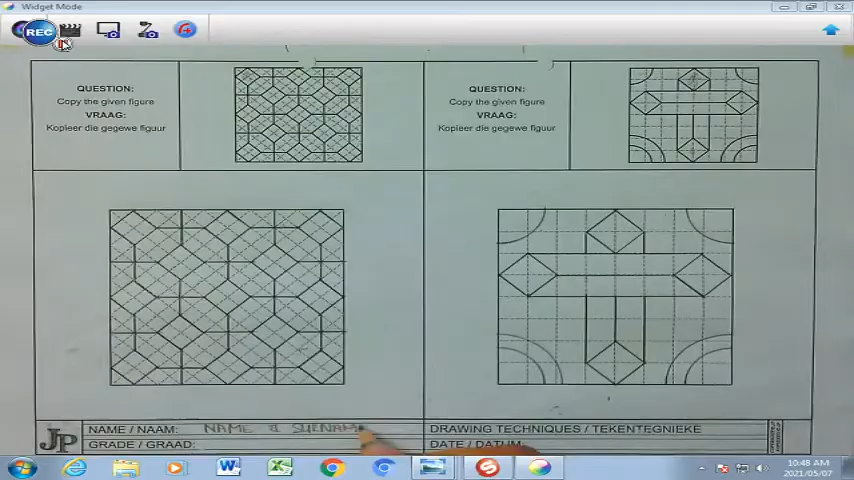 Widget Mode
REC
QUESTION:
Copy the given figure
VRAAG:
Kopieer die gegewe figuur
QUESTION:
Copy the given figure
VRAAG:
Kopieer die gegewe figuur
JP
NAME / NAAM: NAME & SURNAM
GRADE / GRAAD:
DRAWING TECHNIQUES / TEKENTEGNIEKE
DATE / DATUM:
10:48 AM
2021/05/07